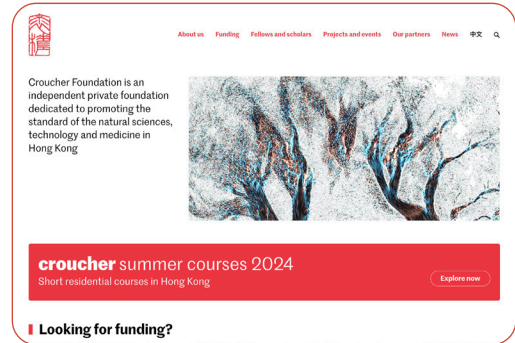 About us Funding Fellows and scholars Projects and events Our partners News 中文
Croucher Foundation is an
independent private foundation
dedicated to promoting the
standard of the natural sciences,
technology and medicine in
Hong Kong
croucher summer courses 2024
Short residential courses in Hong Kong
Explore now
Looking for funding?